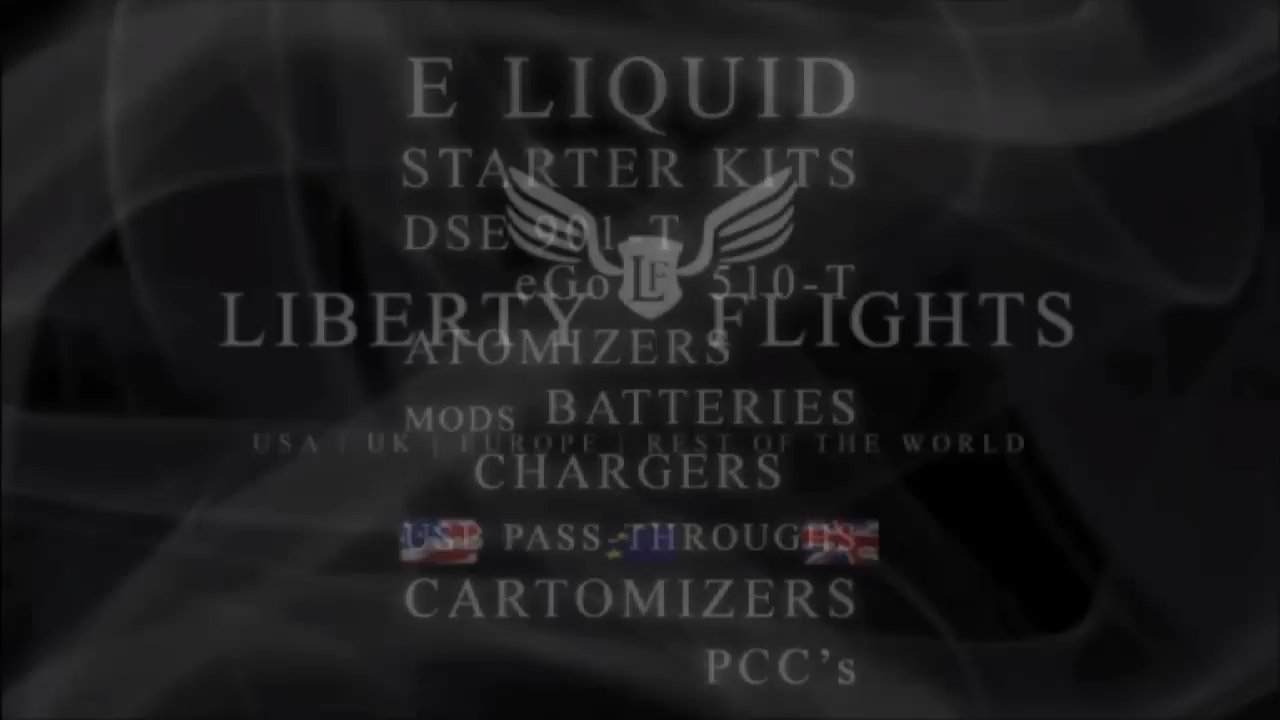 E LIQUID
STARTER KITS
DSE 901-T
LF
eGo 510-T
LIBERTY FLIGHTS
ATOMIZERS
MODS BATTERIES
USA | UK | EUROPE | REST OF THE WORLD
CHARGERS
USB PASS-THROUGHS
CARTOMIZERS
PCC's